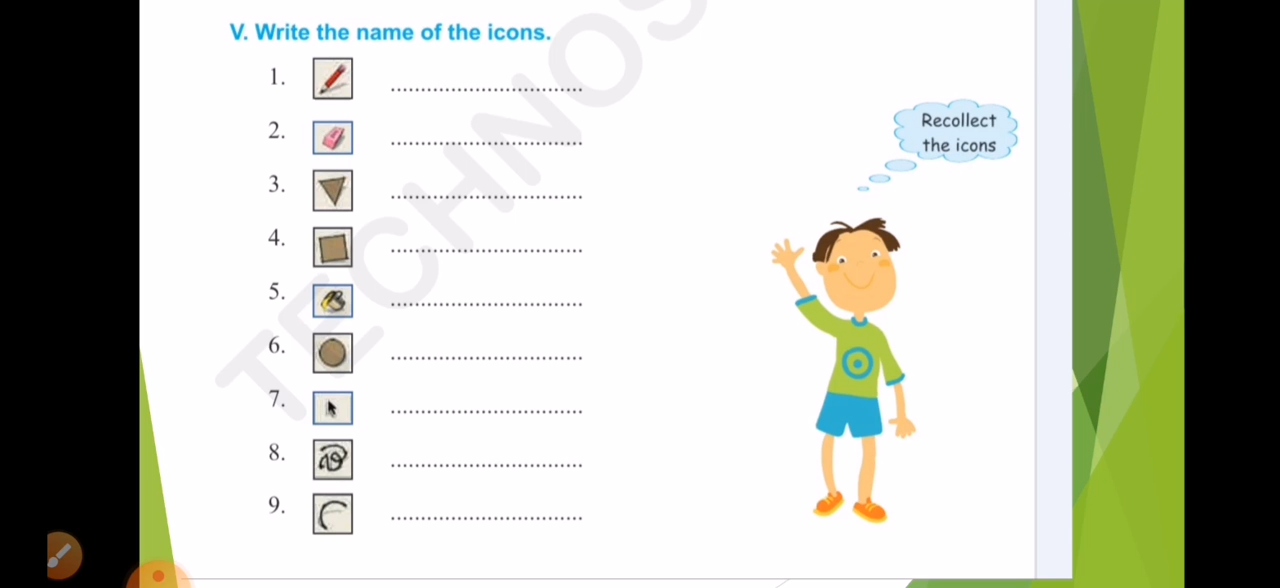 V. Write the name of the icons.
1. ................................
2. ................................
3. ................................
4. ................................
5. ................................
6. ................................
7. ................................
8. ................................
9. ................................
Recollect
the icons
TECHNOS